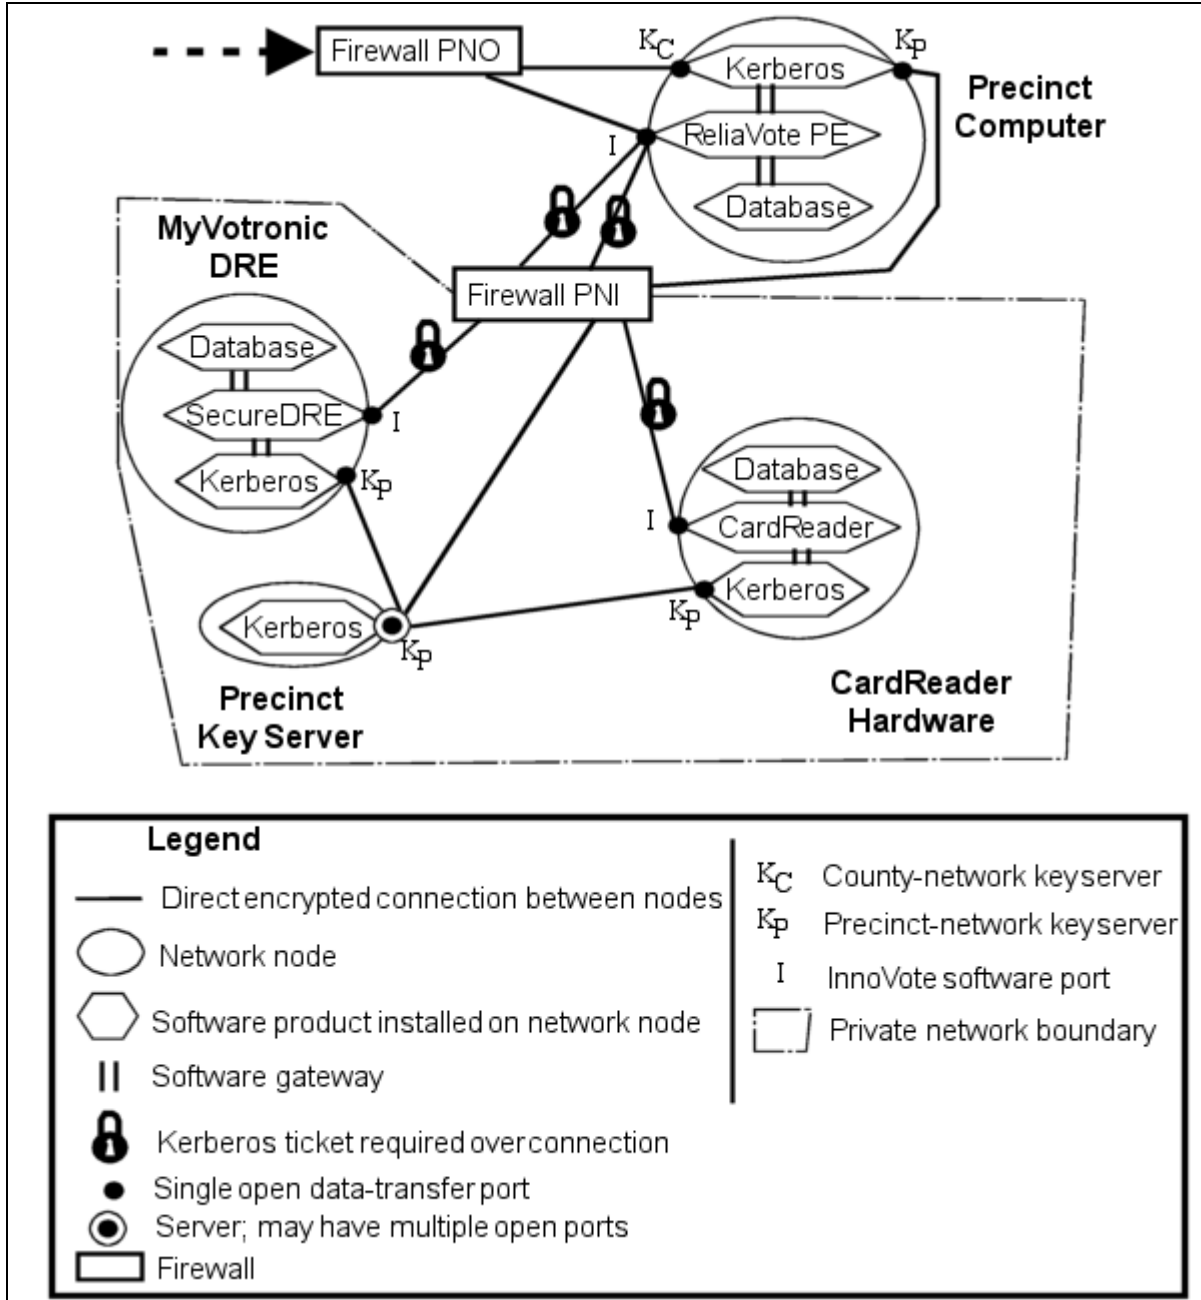 Firewall PNO
KC
KP
Kerberos
Precinct
Computer
ReliaVote PE
I
Database
MyVotronic
DRE
Firewall PNI
Database
SecureDRE
I
Kerberos
KP
Database
I
CardReader
Kerberos
KP
Kerberos
KP
Precinct
Key Server
CardReader
Hardware
Legend
Direct encrypted connection between nodes
Network node
Software product installed on network node
Software gateway
Kerberos ticket required over connection
Single open data-transfer port
Server; may have multiple open ports
Firewall
KC County-network keyserver
KP Precinct-network keyserver
I InnoVote software port
Private network boundary